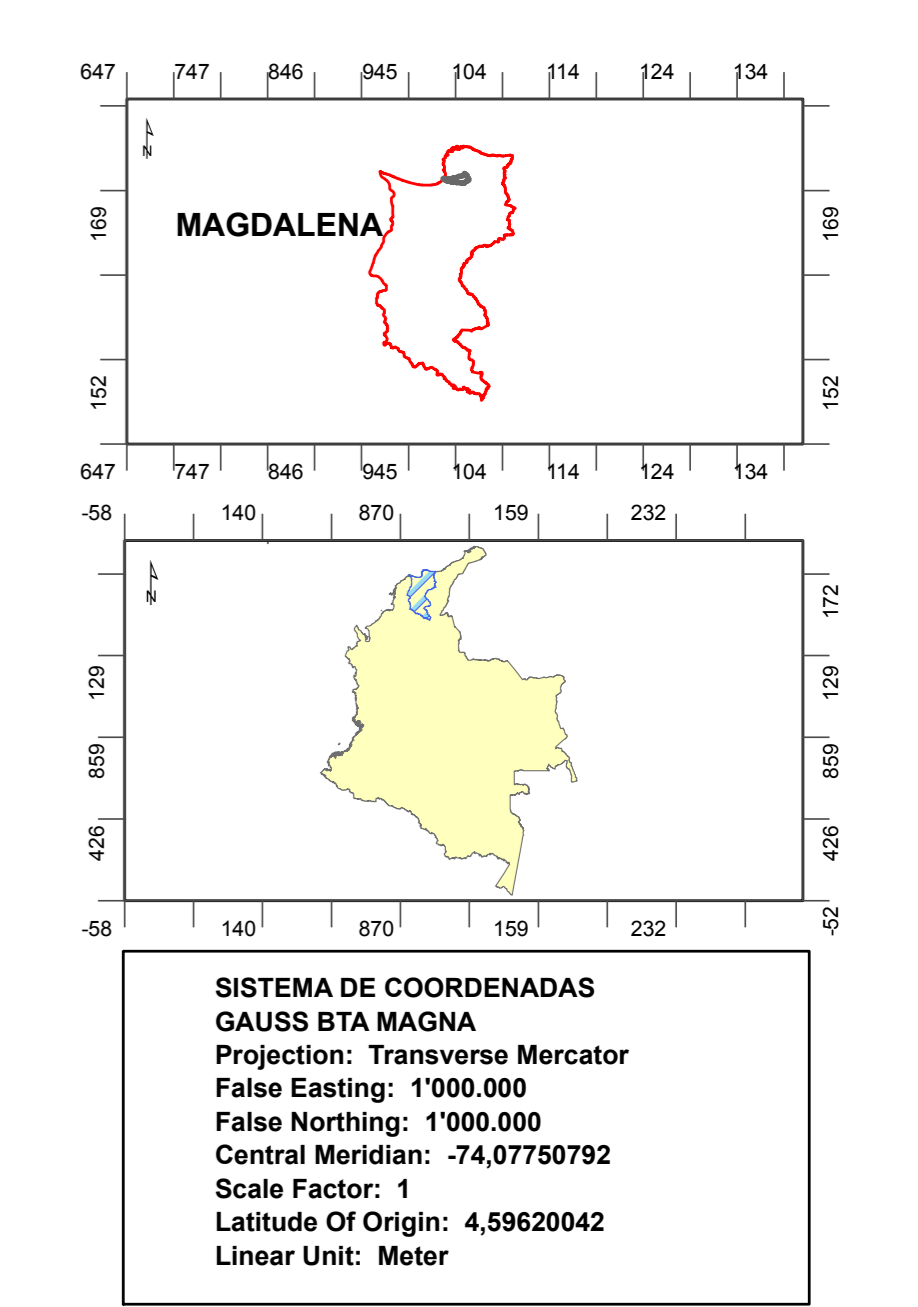 647 747 846 945 104 114 124 134
N
169 169
MAGDALENA
152 152
647 747 846 945 104 114 124 134
-58 140 870 159 232
N
172
129 129
859 859
426 426
-52
-58 140 870 159 232
SISTEMA DE COORDENADAS
GAUSS BTA MAGNA
Projection: Transverse Mercator
False Easting: 1'000.000
False Northing: 1'000.000
Central Meridian: -74,07750792
Scale Factor: 1
Latitude Of Origin: 4,59620042
Linear Unit: Meter